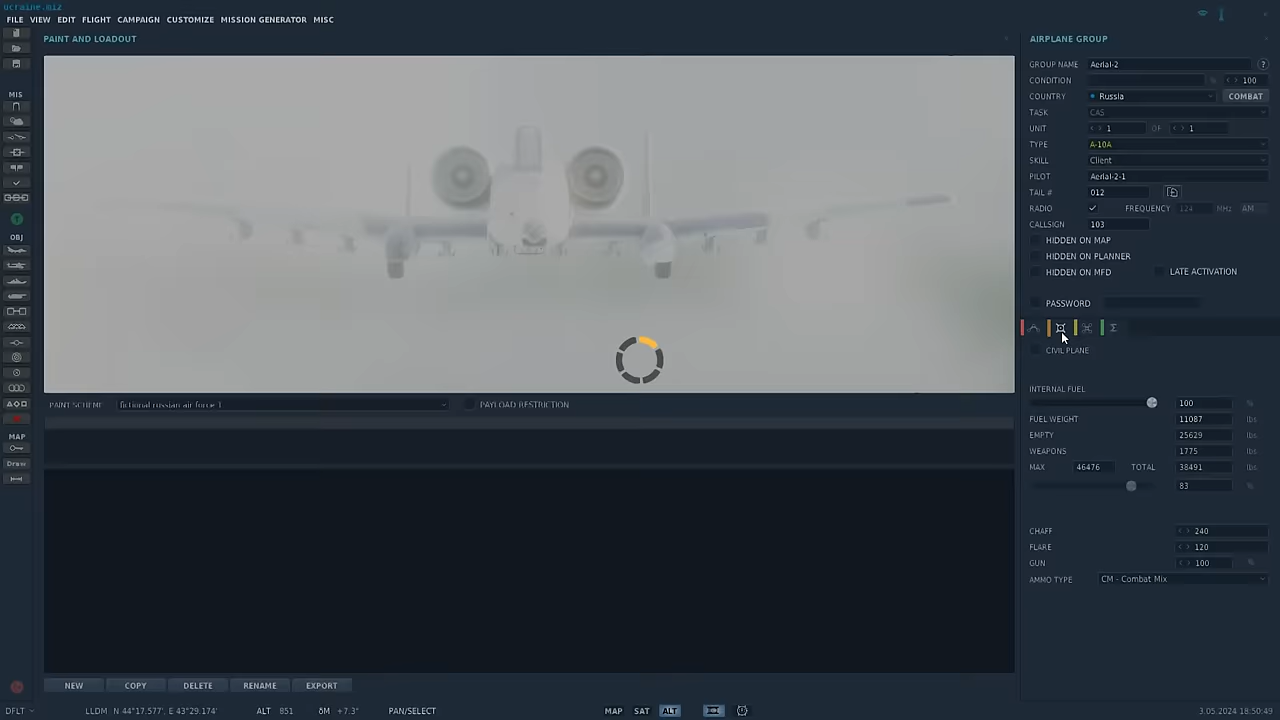 ucraine.miz
FILE VIEW EDIT FLIGHT CAMPAIGN CUSTOMIZE MISSION GENERATOR MISC
PAINT AND LOADOUT
AIRPLANE GROUP
GROUP NAME Aerial-2 ?
CONDITION % < > 100
COUNTRY Russia COMBAT
TASK CAS
UNIT < > 1 OF < > 1
TYPE A-10A
SKILL Client
PILOT Aerial-2-1
TAIL # 012
RADIO FREQUENCY 124 MHz AM
CALLSIGN 103
HIDDEN ON MAP
HIDDEN ON PLANNER
HIDDEN ON MFD LATE ACTIVATION
PASSWORD
CIVIL PLANE
INTERNAL FUEL
100 %
FUEL WEIGHT 11087 lbs
EMPTY 25629 lbs
WEAPONS 1775 lbs
MAX 46476 TOTAL 38491 lbs
83 %
CHAFF < > 240
FLARE < > 120
GUN < > 100 %
AMMO TYPE CM - Combat Mix
MIS
OBJ
MAP
Draw
PAINT SCHEME fictional russian air force 1 PAYLOAD RESTRICTION
NEW COPY DELETE RENAME EXPORT
DFLT LLDM N 44°17.577', E 43°29.174' ALT 851 δM +7.3° PAN/SELECT MAP SAT ALT 3.05.2024 18:50:49